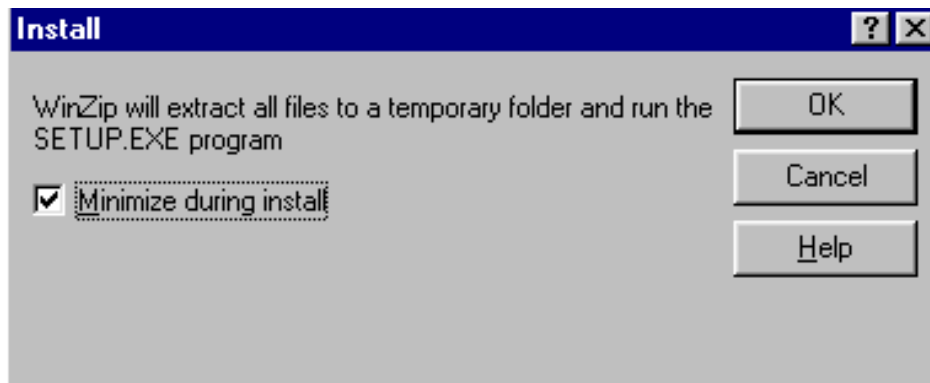 Install
WinZip will extract all files to a temporary folder and run the
SETUP.EXE program
Minimize during install
OK
Cancel
Help